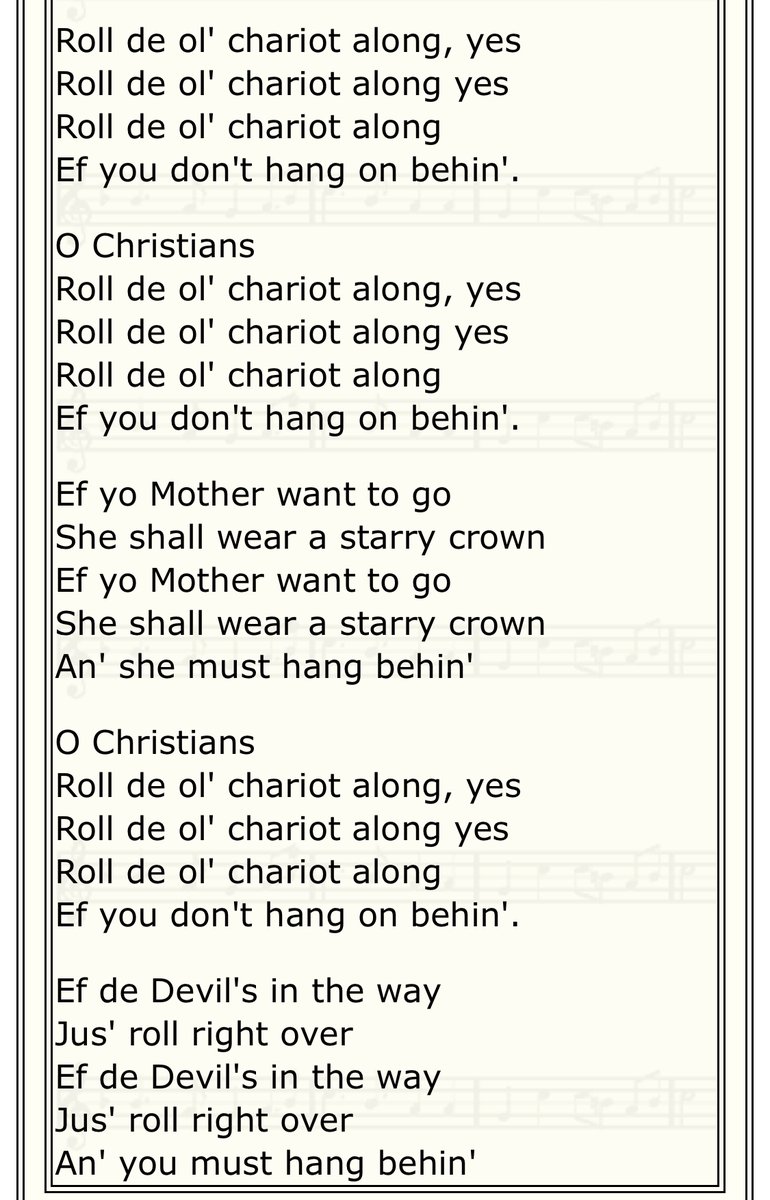 Roll de ol' chariot along, yes
Roll de ol' chariot along yes
Roll de ol' chariot along
Ef you don't hang on behin'.
O Christians
Roll de ol' chariot along, yes
Roll de ol' chariot along yes
Roll de ol' chariot along
Ef you don't hang on behin'.
Ef yo Mother want to go
She shall wear a starry crown
Ef yo Mother want to go
She shall wear a starry crown
An' she must hang behin'
O Christians
Roll de ol' chariot along, yes
Roll de ol' chariot along yes
Roll de ol' chariot along
Ef you don't hang on behin'.
Ef de Devil's in the way
Jus' roll right over
Ef de Devil's in the way
Jus' roll right over
An' you must hang behin'